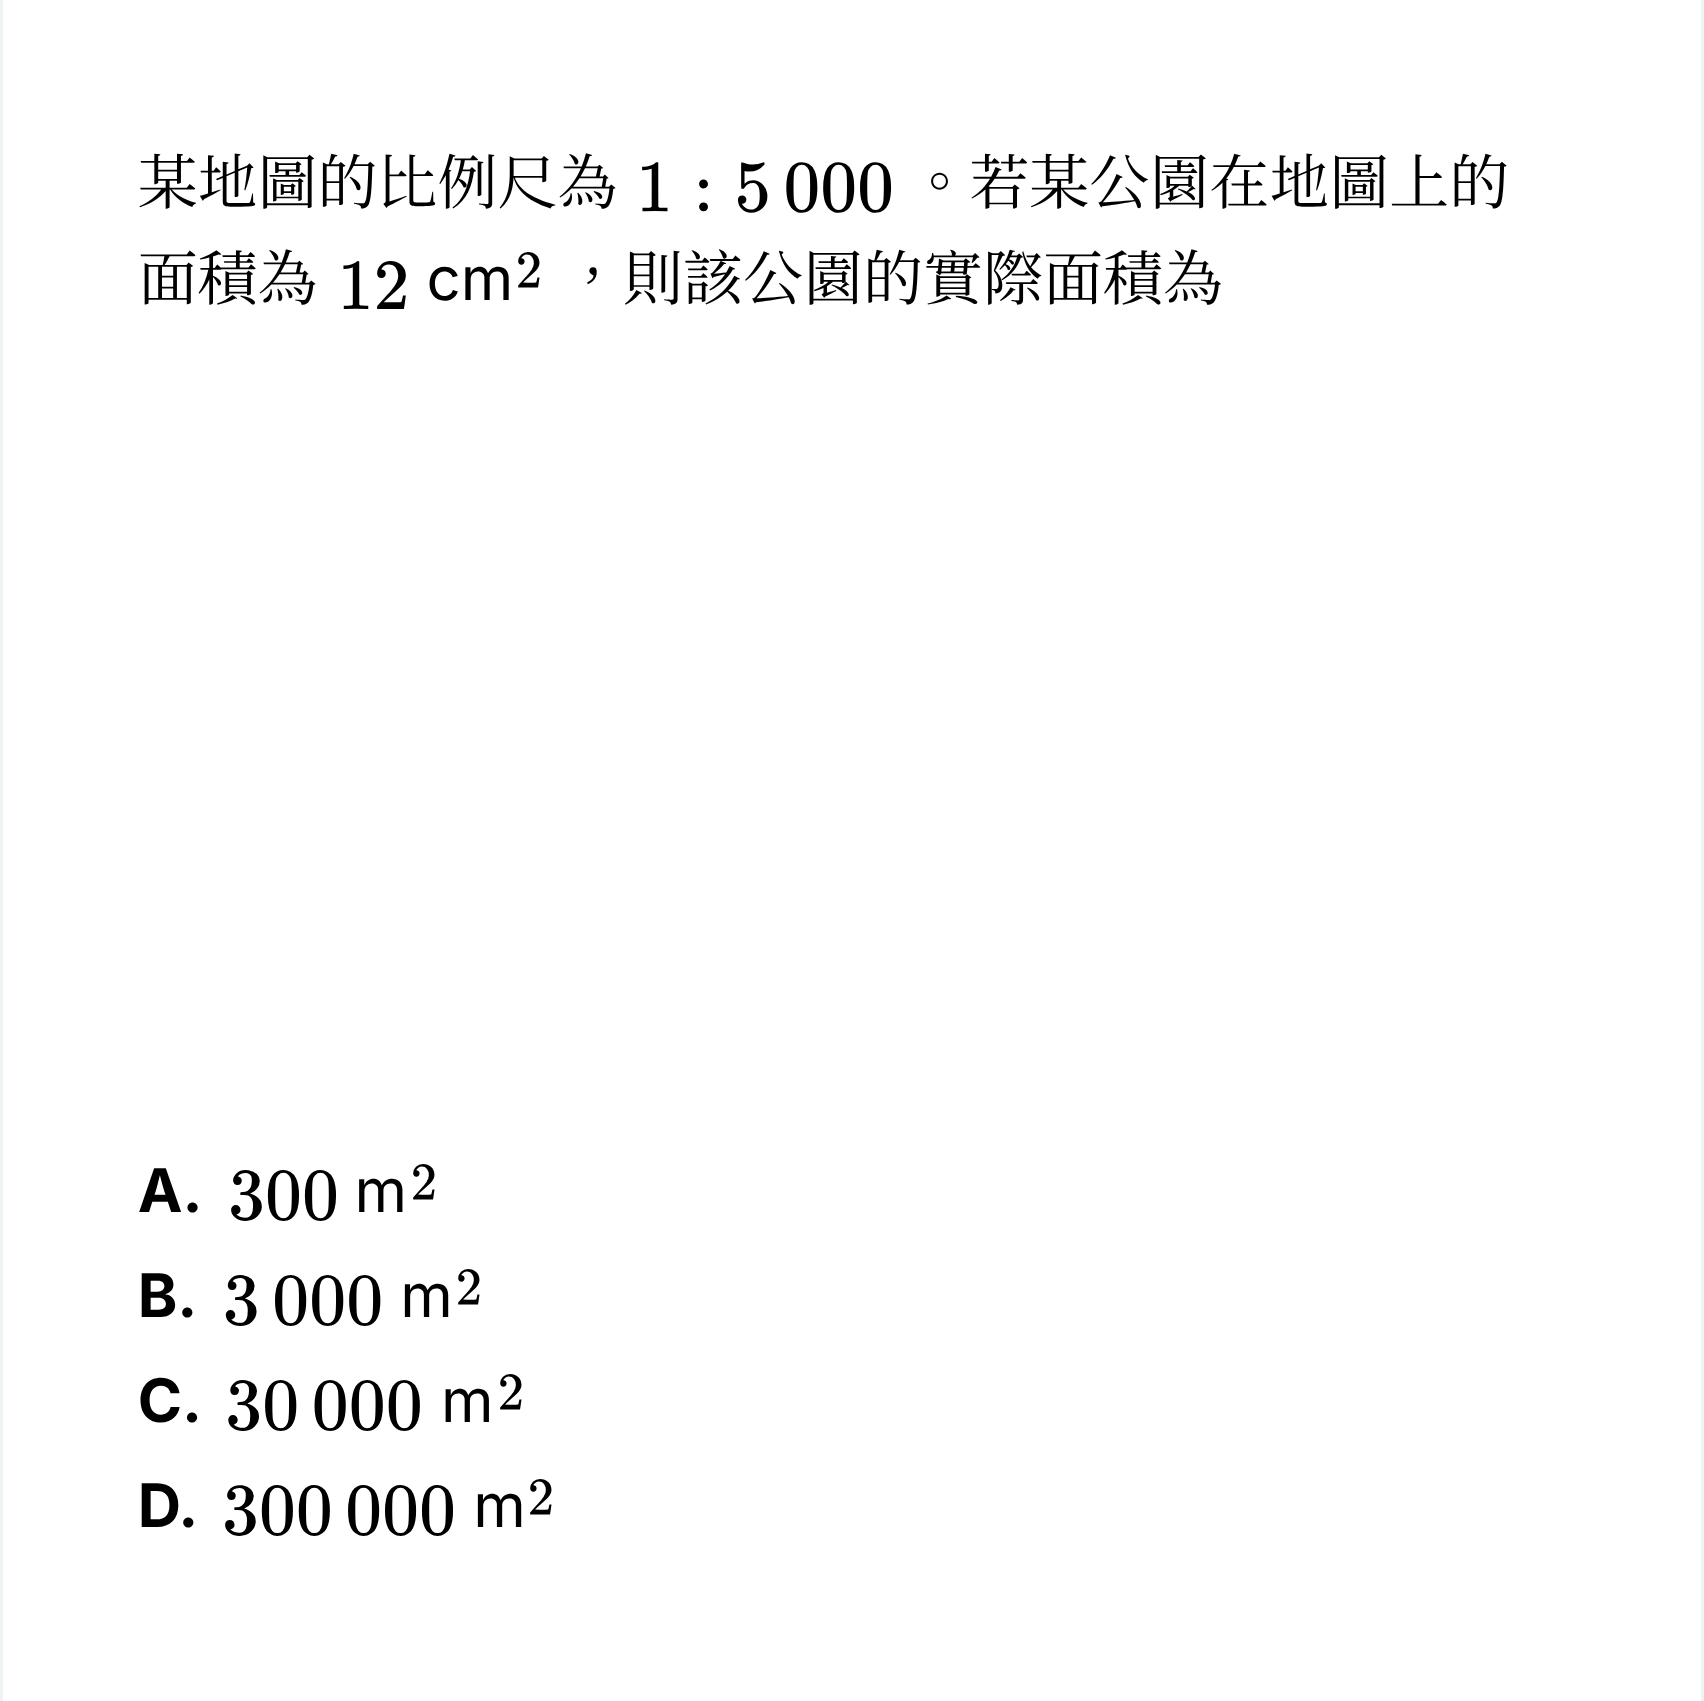 某地圖的比例尺為 1 : 5 000 。若某公園在地圖上的
面積為 12 cm² ，則該公園的實際面積為
A. 300 m²
B. 3 000 m²
C. 30 000 m²
D. 300 000 m²